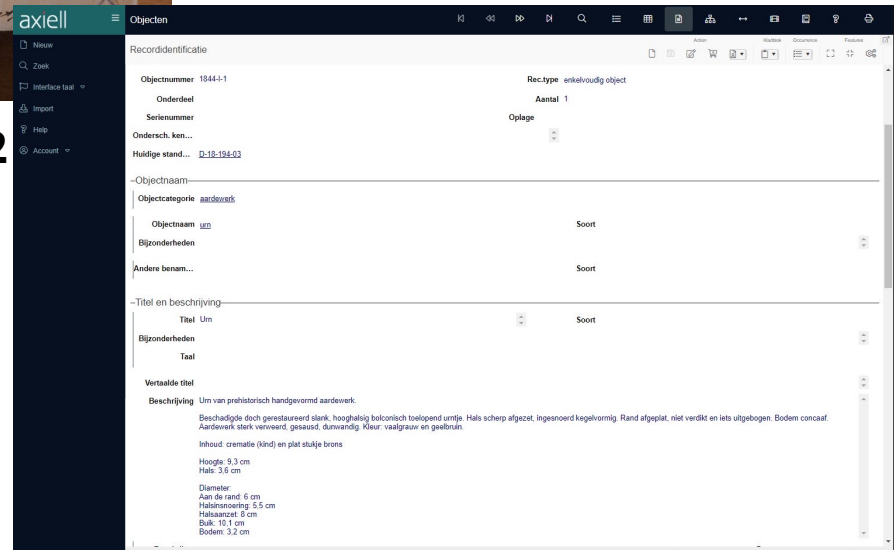 axiell
Objecten
Nieuw
Zoek
Interface taal
Import
Help
Account
2
Recordidentificatie
Action
Kladblok
Occurrence
Features
Objectnummer 1844-I-1 Rec.type enkelvoudig object
Onderdeel Aantal 1
Serienummer Oplage
Ondersch. ken...
Huidige stand... D-18-194-03
Objectnaam
Objectcategorie aardewerk
Objectnaam urn Soort
Bijzonderheden
Andere benam... Soort
Titel en beschrijving
Titel Urn Soort
Bijzonderheden
Taal
Vertaalde titel
Beschrijving Urn van prehistorisch handgevormd aardewerk.
Beschadigde doch gerestaureerd slank, hooghalsig bolconisch toelopend urntje. Hals scherp afgezet, ingesnoerd kegelvormig. Rand afgeplat, niet verdikt en iets uitgebogen. Bodem concaaf.
Aardewerk sterk verweerd, gesausd, dunwandig. Kleur: vaalgrauw en geelbruin.
Inhoud: crematie (kind) en plat stukje brons
Hoogte: 9,3 cm
Hals: 3,6 cm
Diameter:
Aan de rand: 6 cm
Halsinsnoering: 5,5 cm
Halsaanzet: 8 cm
Buik: 10,1 cm
Bodem: 3,2 cm